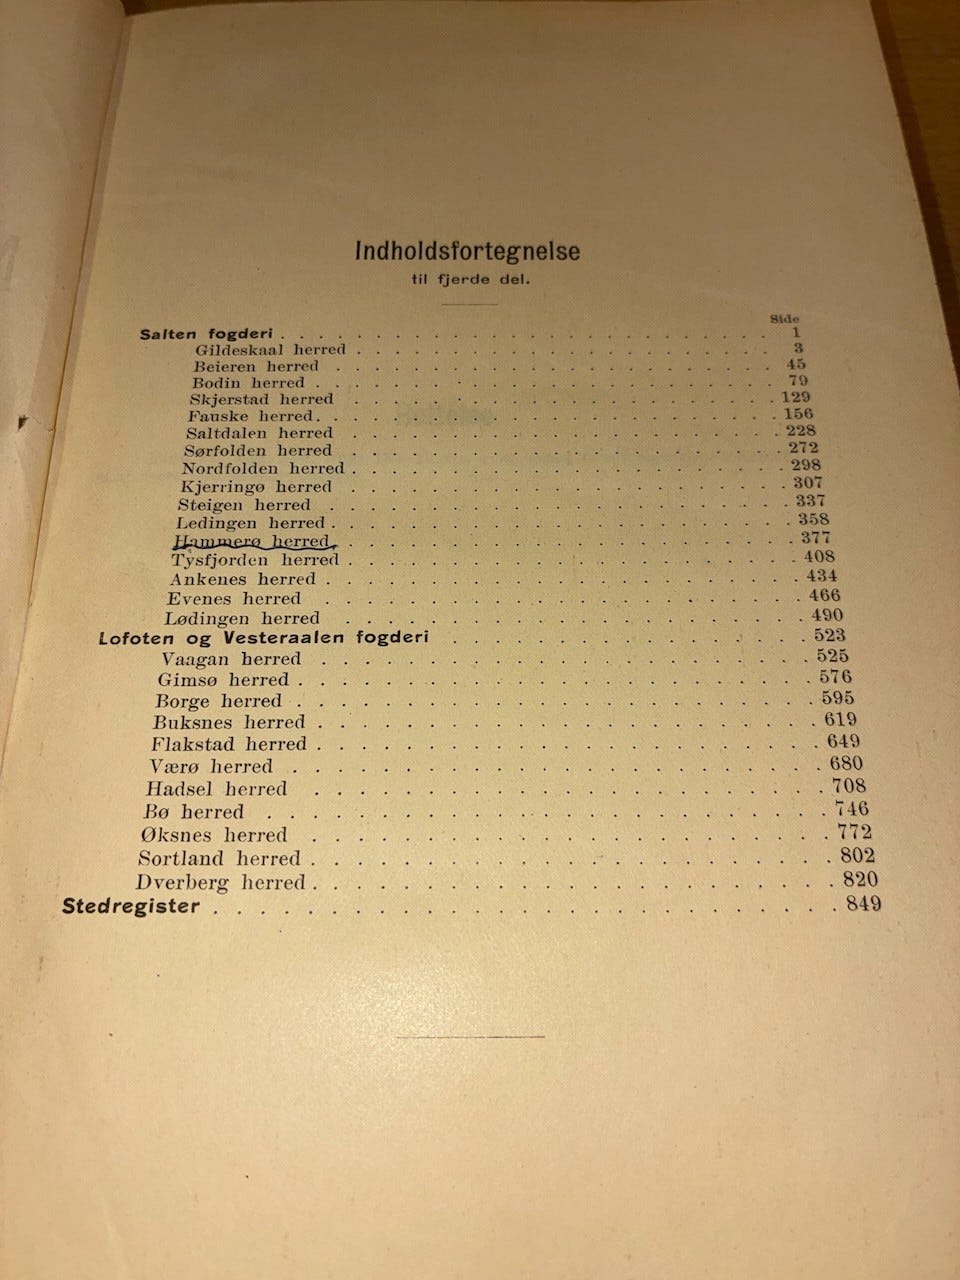 Indholdsfortegnelse
til fjerde del.
Side
Salten fogderi . . . . . . . . . . . . . . . . . . . . . . 1
Gildeskaal herred . . . . . . . . . . . . . . . . . . 3
Beieren herred . . . . . . . . . . . . . . . . . . . 45
Bodin herred . . . . . . . . . . . . . . . . . . . . 79
Skjerstad herred . . . . . . . . . . . . . . . . . . . 129
Fauske herred . . . . . . . . . . . . . . . . . . . . 156
Saltdalen herred . . . . . . . . . . . . . . . . . . . 228
Sørfolden herred . . . . . . . . . . . . . . . . . . . 272
Nordfolden herred . . . . . . . . . . . . . . . . . . . 298
Kjerringø herred . . . . . . . . . . . . . . . . . . . 307
Steigen herred . . . . . . . . . . . . . . . . . . . . 337
Ledingen herred . . . . . . . . . . . . . . . . . . . . 358
Hammerø herred . . . . . . . . . . . . . . . . . . . . 377
Tysfjorden herred . . . . . . . . . . . . . . . . . . . 408
Ankenes herred . . . . . . . . . . . . . . . . . . . . 434
Evenes herred . . . . . . . . . . . . . . . . . . . . . 466
Lødingen herred . . . . . . . . . . . . . . . . . . . . 490
Lofoten og Vesteraalen fogderi . . . . . . . . . . . . . . . 523
Vaagan herred . . . . . . . . . . . . . . . . . . . . . 525
Gimsø herred . . . . . . . . . . . . . . . . . . . . . . 576
Borge herred . . . . . . . . . . . . . . . . . . . . . . 595
Buksnes herred . . . . . . . . . . . . . . . . . . . . . 619
Flakstad herred . . . . . . . . . . . . . . . . . . . . . 649
Værø herred . . . . . . . . . . . . . . . . . . . . . . 680
Hadsel herred . . . . . . . . . . . . . . . . . . . . . 708
Bø herred . . . . . . . . . . . . . . . . . . . . . . . 746
Øksnes herred . . . . . . . . . . . . . . . . . . . . . 772
Sortland herred . . . . . . . . . . . . . . . . . . . . . 802
Dverberg herred . . . . . . . . . . . . . . . . . . . . . 820
Stedregister . . . . . . . . . . . . . . . . . . . . . . 849